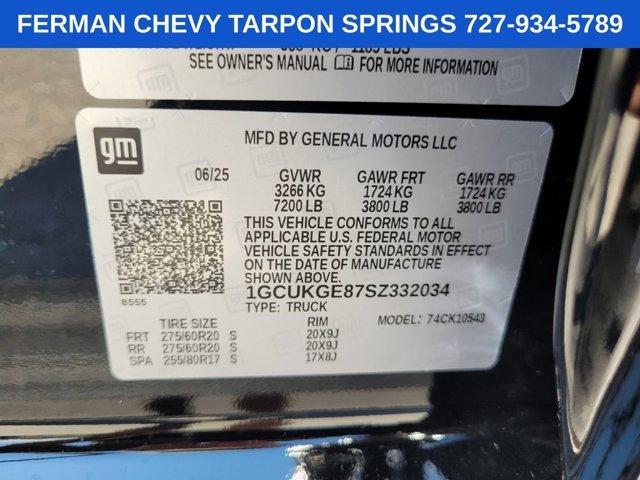 FERMAN CHEVY TARPON SPRINGS 727-934-5789
SEE OWNER'S MANUAL FOR MORE INFORMATION
gm
MFD BY GENERAL MOTORS LLC
06/25 GVWR GAWR FRT GAWR RR
3266 KG 1724 KG 1724 KG
7200 LB 3800 LB 3800 LB
THIS VEHICLE CONFORMS TO ALL
APPLICABLE U.S. FEDERAL MOTOR
VEHICLE SAFETY STANDARDS IN EFFECT
ON THE DATE OF MANUFACTURE
SHOWN ABOVE.
1GCUKGE87SZ332034
8555
TYPE: TRUCK
MODEL: 74CK10543
TIRE SIZE RIM
FRT 275/60R20 S 20X9J
RR 275/60R20 S 20X9J
SPA 255/80R17 S 17X8J